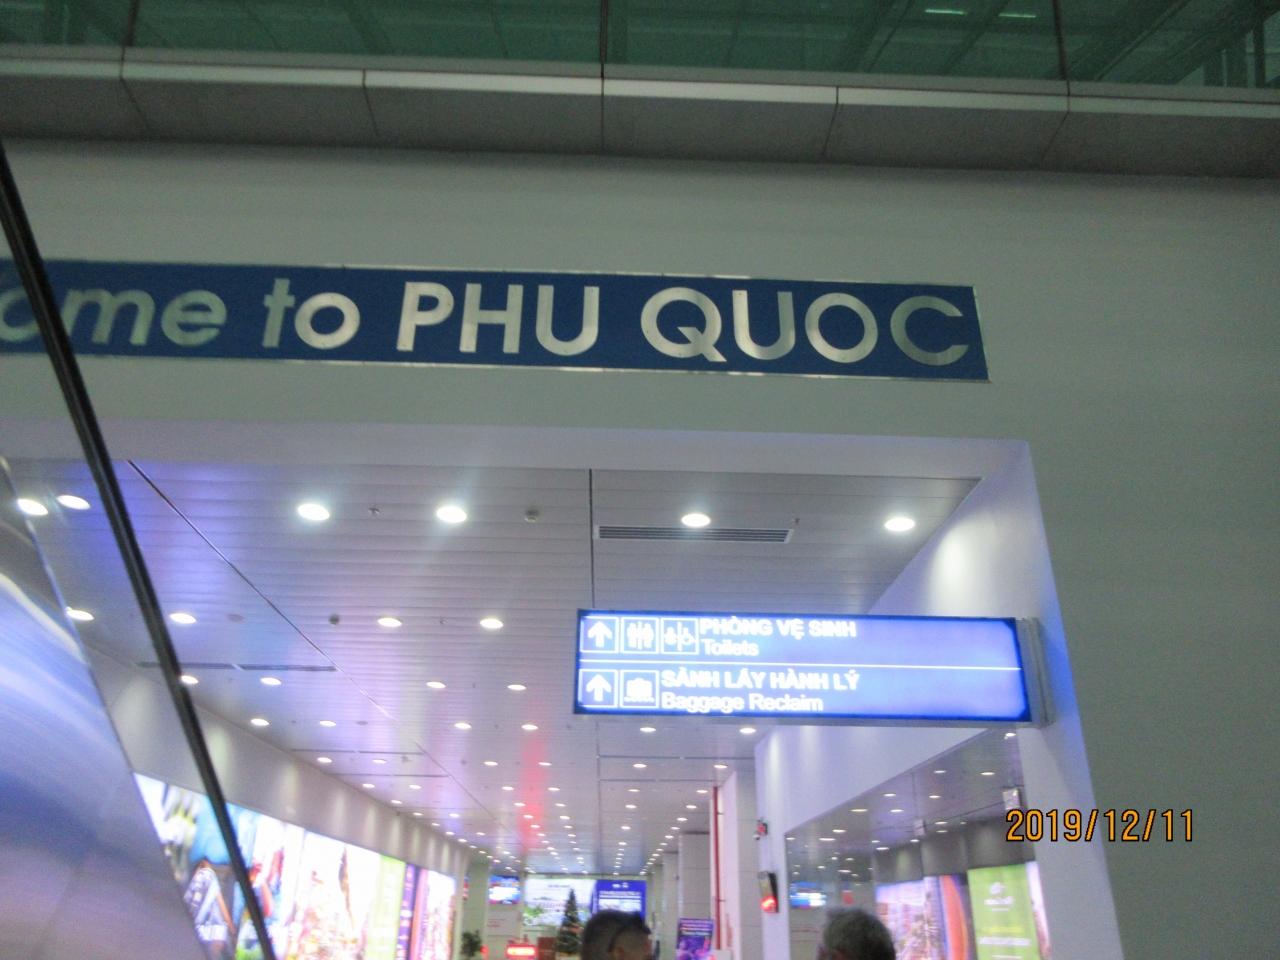 ome to PHU QUOC
PHÒNG VỆ SINH
Toilets
SẢNH LẤY HÀNH LÝ
Baggage Reclaim
2019/12/11